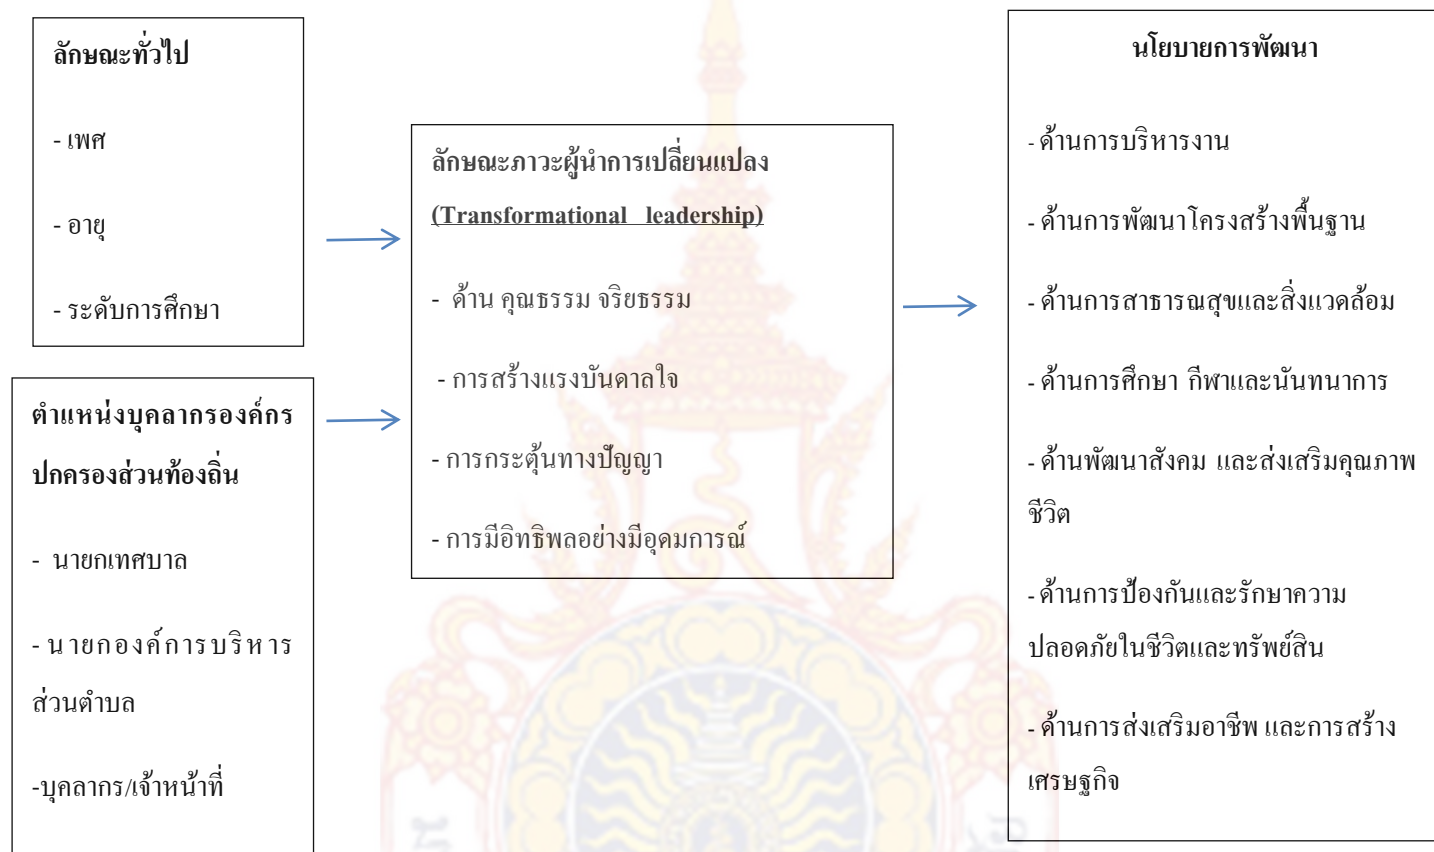 ลักษณะทั่วไป
- เพศ
- อายุ
- ระดับการศึกษา
ตำแหน่งบุคลากรองค์กร
ปกครองส่วนท้องถิ่น
- นายกเทศบาล
- นายกองค์การบริหาร
ส่วนตำบล
-บุคลากร/เจ้าหน้าที่
ลักษณะภาวะผู้นำการเปลี่ยนแปลง
(Transformational leadership)
- ด้าน คุณธรรม จริยธรรม
- การสร้างแรงบันดาลใจ
- การกระตุ้นทางปัญญา
- การมีอิทธิพลอย่างมีอุดมการณ์
นโยบายการพัฒนา
- ด้านการบริหารงาน
- ด้านการพัฒนาโครงสร้างพื้นฐาน
- ด้านการสาธารณสุขและสิ่งแวดล้อม
- ด้านการศึกษา กีฬาและนันทนาการ
- ด้านพัฒนาสังคม และส่งเสริมคุณภาพ
ชีวิต
- ด้านการป้องกันและรักษาความ
ปลอดภัยในชีวิตและทรัพย์สิน
- ด้านการส่งเสริมอาชีพ และการสร้าง
เศรษฐกิจ